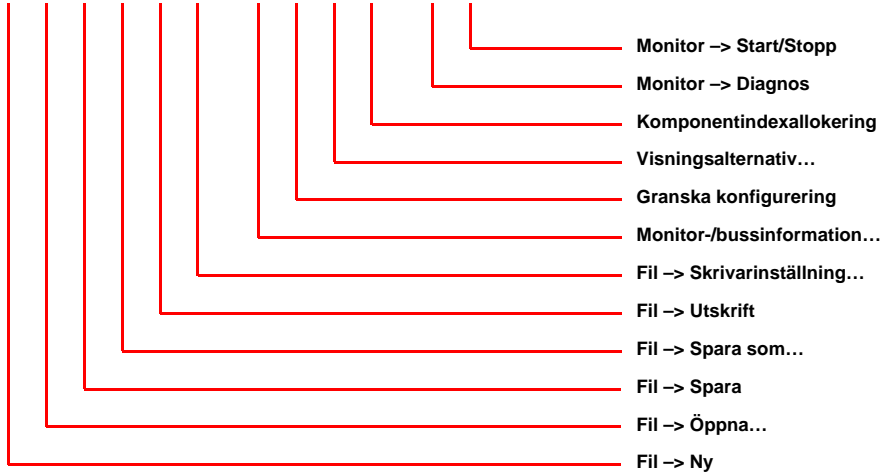 Monitor –> Start/Stopp
Monitor –> Diagnos
Komponentindexallokering
Visningsalternativ…
Granska konfigurering
Monitor-/bussinformation…
Fil –> Skrivarinställning…
Fil –> Utskrift
Fil –> Spara som…
Fil –> Spara
Fil –> Öppna…
Fil –> Ny